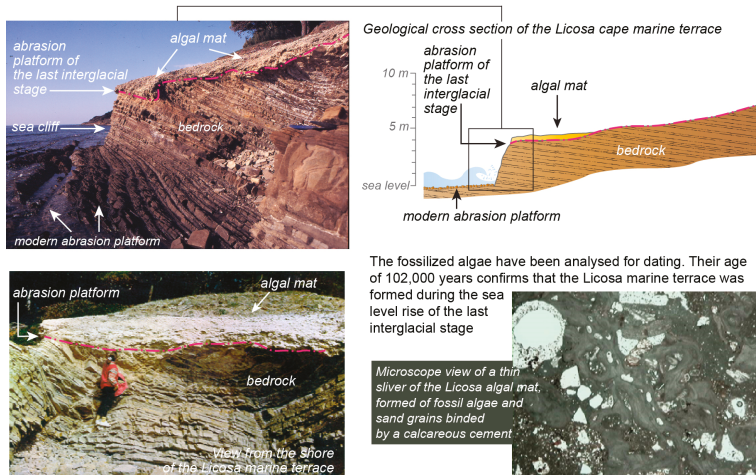 abrasion
platform of
the last interglacial
stage
algal mat
sea cliff
bedrock
modern abrasion platform
Geological cross section of the Licosa cape marine terrace
abrasion
platform of
the last
interglacial
stage
algal mat
10 m
5 m
sea level
bedrock
modern abrasion platform
abrasion platform
algal mat
bedrock
View from the shore
of the Licosa marine terrace
The fossilized algae have been analysed for dating. Their age
of 102,000 years confirms that the Licosa marine terrace was
formed during the sea
level rise of the last
interglacial stage
Microscope view of a thin
sliver of the Licosa algal mat,
formed of fossil algae and
sand grains binded
by a calcareous cement